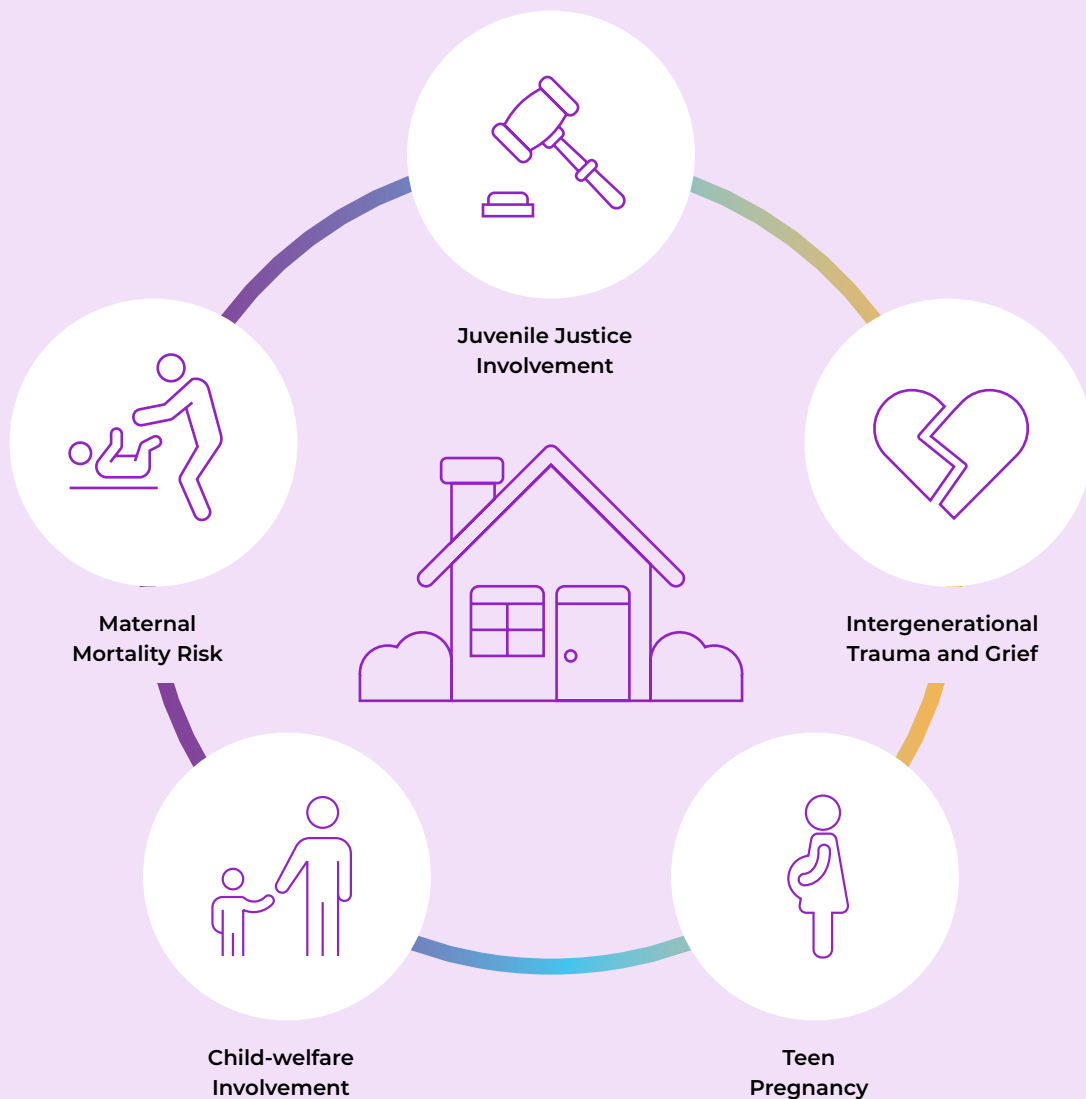 Juvenile Justice
Involvement
Maternal
Mortality Risk
Intergenerational
Trauma and Grief
Child-welfare
Involvement
Teen
Pregnancy